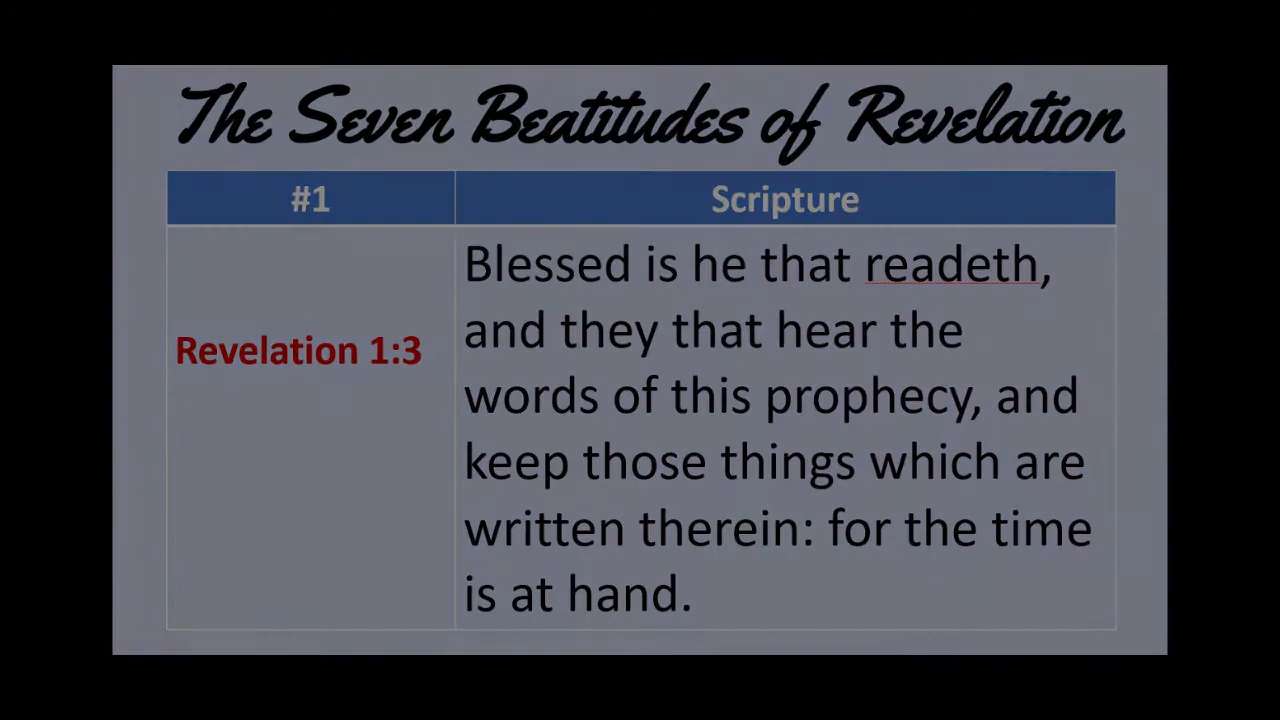 The Seven Beatitudes of Revelation
#1
Scripture
Revelation 1:3
Blessed is he that readeth,
and they that hear the
words of this prophecy, and
keep those things which are
written therein: for the time
is at hand.